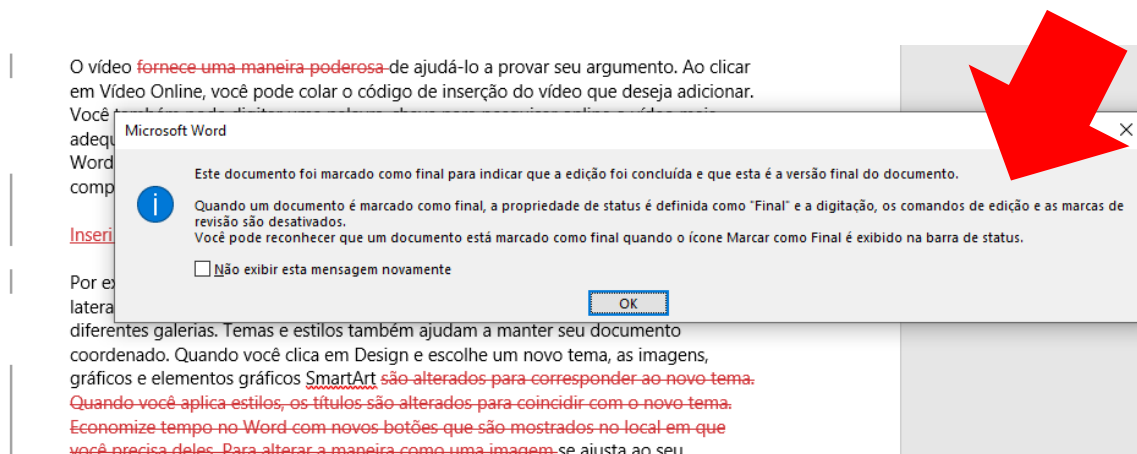 O vídeo fornece uma maneira poderosa de ajudá-lo a provar seu argumento. Ao clicar
em Vídeo Online, você pode colar o código de inserção do vídeo que deseja adicionar.
Você
adequ
Microsoft Word
Word
comp
Este documento foi marcado como final para indicar que a edição foi concluída e que esta é a versão final do documento.
Quando um documento é marcado como final, a propriedade de status é definida como "Final" e a digitação, os comandos de edição e as marcas de
revisão são desativados.
Você pode reconhecer que um documento está marcado como final quando o ícone Marcar como Final é exibido na barra de status.
Inseri
Não exibir esta mensagem novamente
OK
Por ex
latera
diferentes galerias. Temas e estilos também ajudam a manter seu documento
coordenado. Quando você clica em Design e escolhe um novo tema, as imagens,
gráficos e elementos gráficos SmartArt são alterados para corresponder ao novo tema.
Quando você aplica estilos, os títulos são alterados para coincidir com o novo tema.
Economize tempo no Word com novos botões que são mostrados no local em que
você precisa deles. Para alterar a maneira como uma imagem se ajusta ao seu